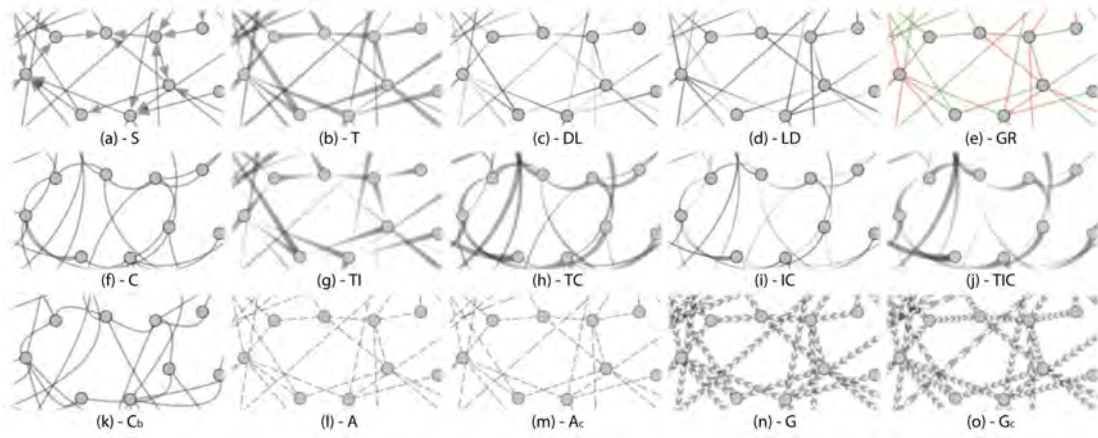 (a) - S (b) - T (c) - DL (d) - LD (e) - GR
(f) - C (g) - TI (h) - TC (i) - IC (j) - TIC
(k) - Cb (l) - A (m) - Ac (n) - G (o) - Gc